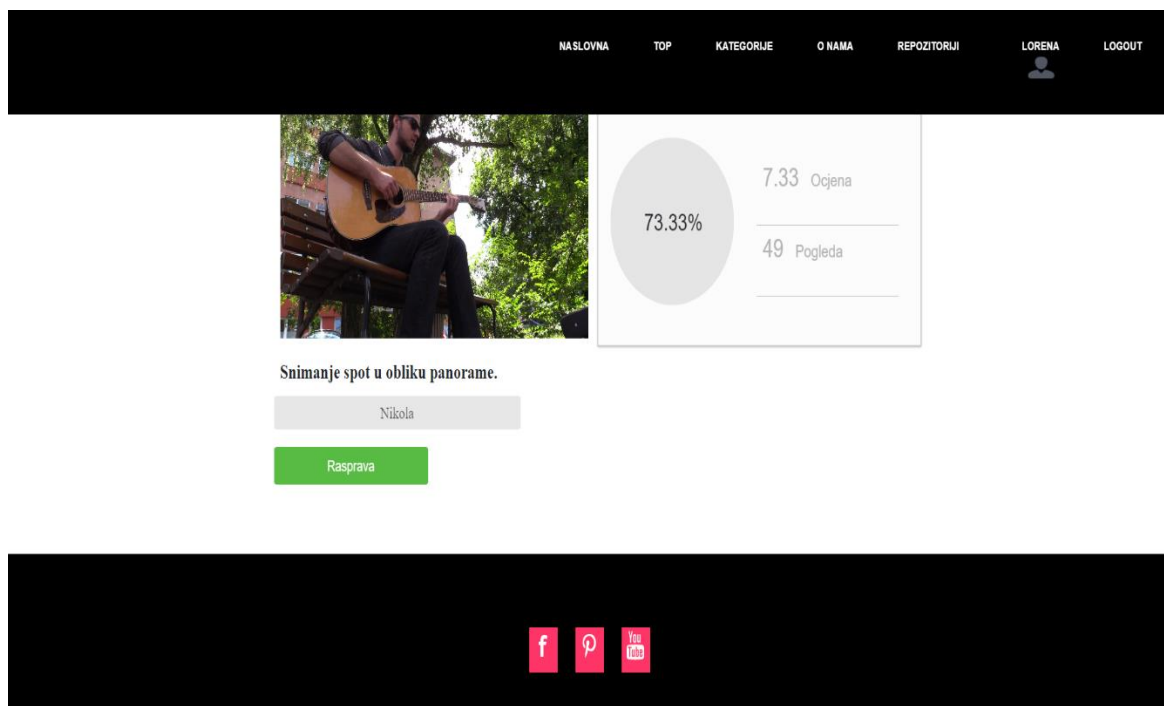 NASLOVNA TOP KATEGORIJE O NAMA REPOZITORIJI LORENA LOGOUT
73.33%
7.33 Ocjena
49 Pogleda
Snimanje spot u obliku panorame.
Nikola
Rasprava
f
You
Tube